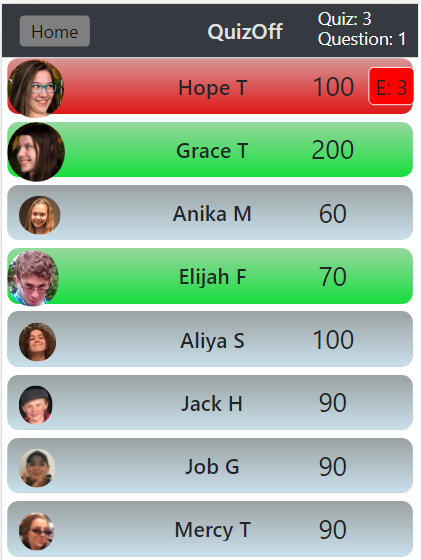 Home QuizOff Quiz: 3
Question: 1
Hope T 100 E: 3
Grace T 200
Anika M 60
Elijah F 70
Aliya S 100
Jack H 90
Job G 90
Mercy T 90